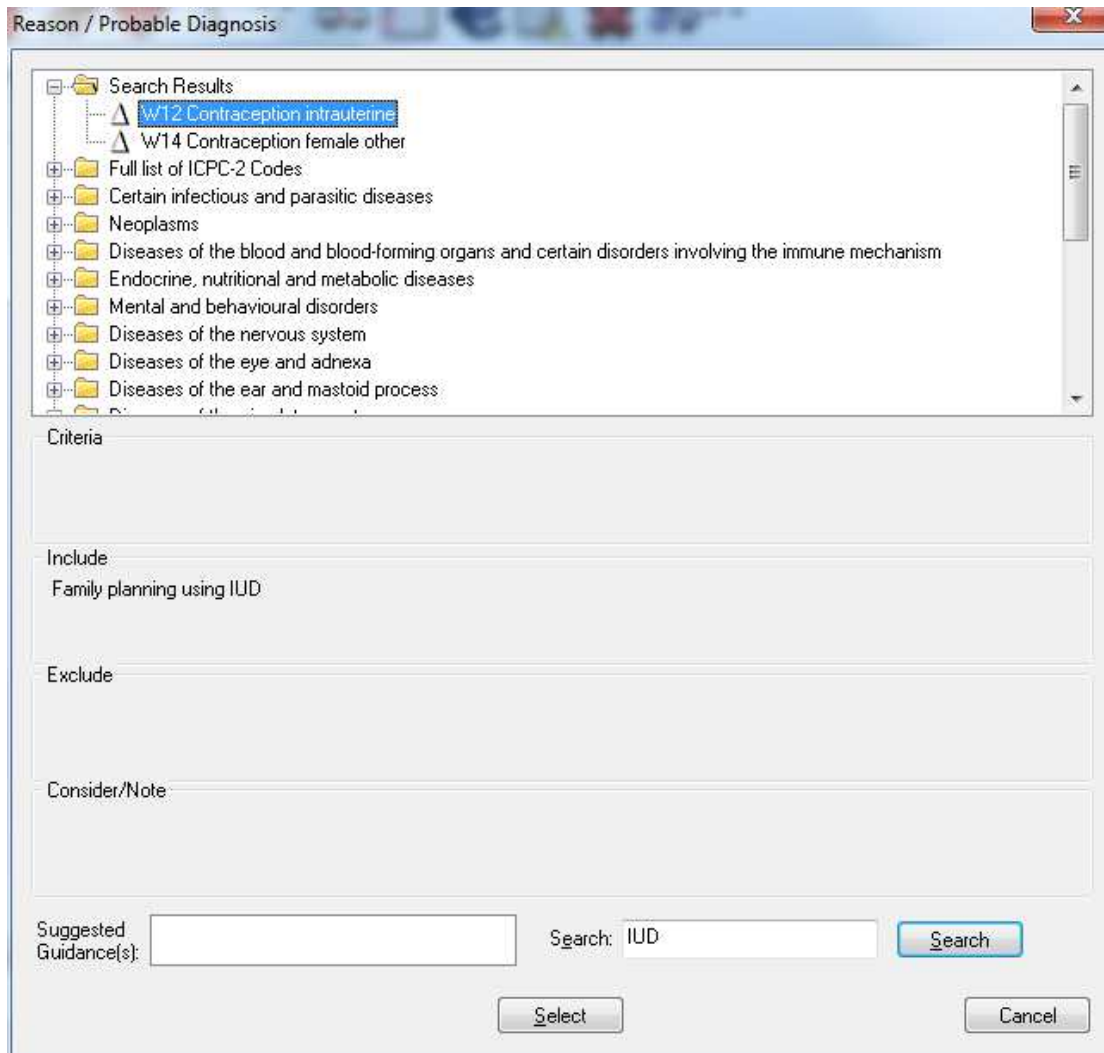 Reason / Probable Diagnosis
Search Results
W12 Contraception intrauterine
W14 Contraception female other
Full list of ICPC-2 Codes
Certain infectious and parasitic diseases
Neoplasms
Diseases of the blood and blood-forming organs and certain disorders involving the immune mechanism
Endocrine, nutritional and metabolic diseases
Mental and behavioural disorders
Diseases of the nervous system
Diseases of the eye and adnexa
Diseases of the ear and mastoid process
Criteria
Include
Family planning using IUD
Exclude
Consider/Note
Suggested
Guidance(s):
Search: IUD Search
Select Cancel